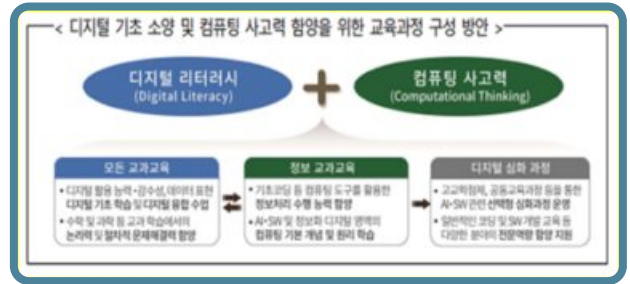 < 디지털 기초 소양 및 컴퓨팅 사고력 함양을 위한 교육과정 구성 방안 >
디지털 리터러시
(Digital Literacy)
+
컴퓨팅 사고력
(Computational Thinking)
모든 교과교육
• 디지털 활용 능력·감수성, 데이터 표현
디지털 기초 학습 및 디지털 융합 수업
• 수학 및 과학 등 교과 학습에서의
논리력 및 절차적 문제해결력 함양
정보 교과교육
• 기초코딩 등 컴퓨팅 도구를 활용한
정보처리 수행 능력 함양
• AI·SW 및 정보화 디지털 영역의
컴퓨팅 기본 개념 및 원리 학습
디지털 심화 과정
• 고교학점제, 공동교육과정 등을 통한
AI·SW 관련 선택형 심화과정 운영
• 일반적인 코딩 및 SW 개발 교육 등
다양한 분야의 전문역량 함양 지원